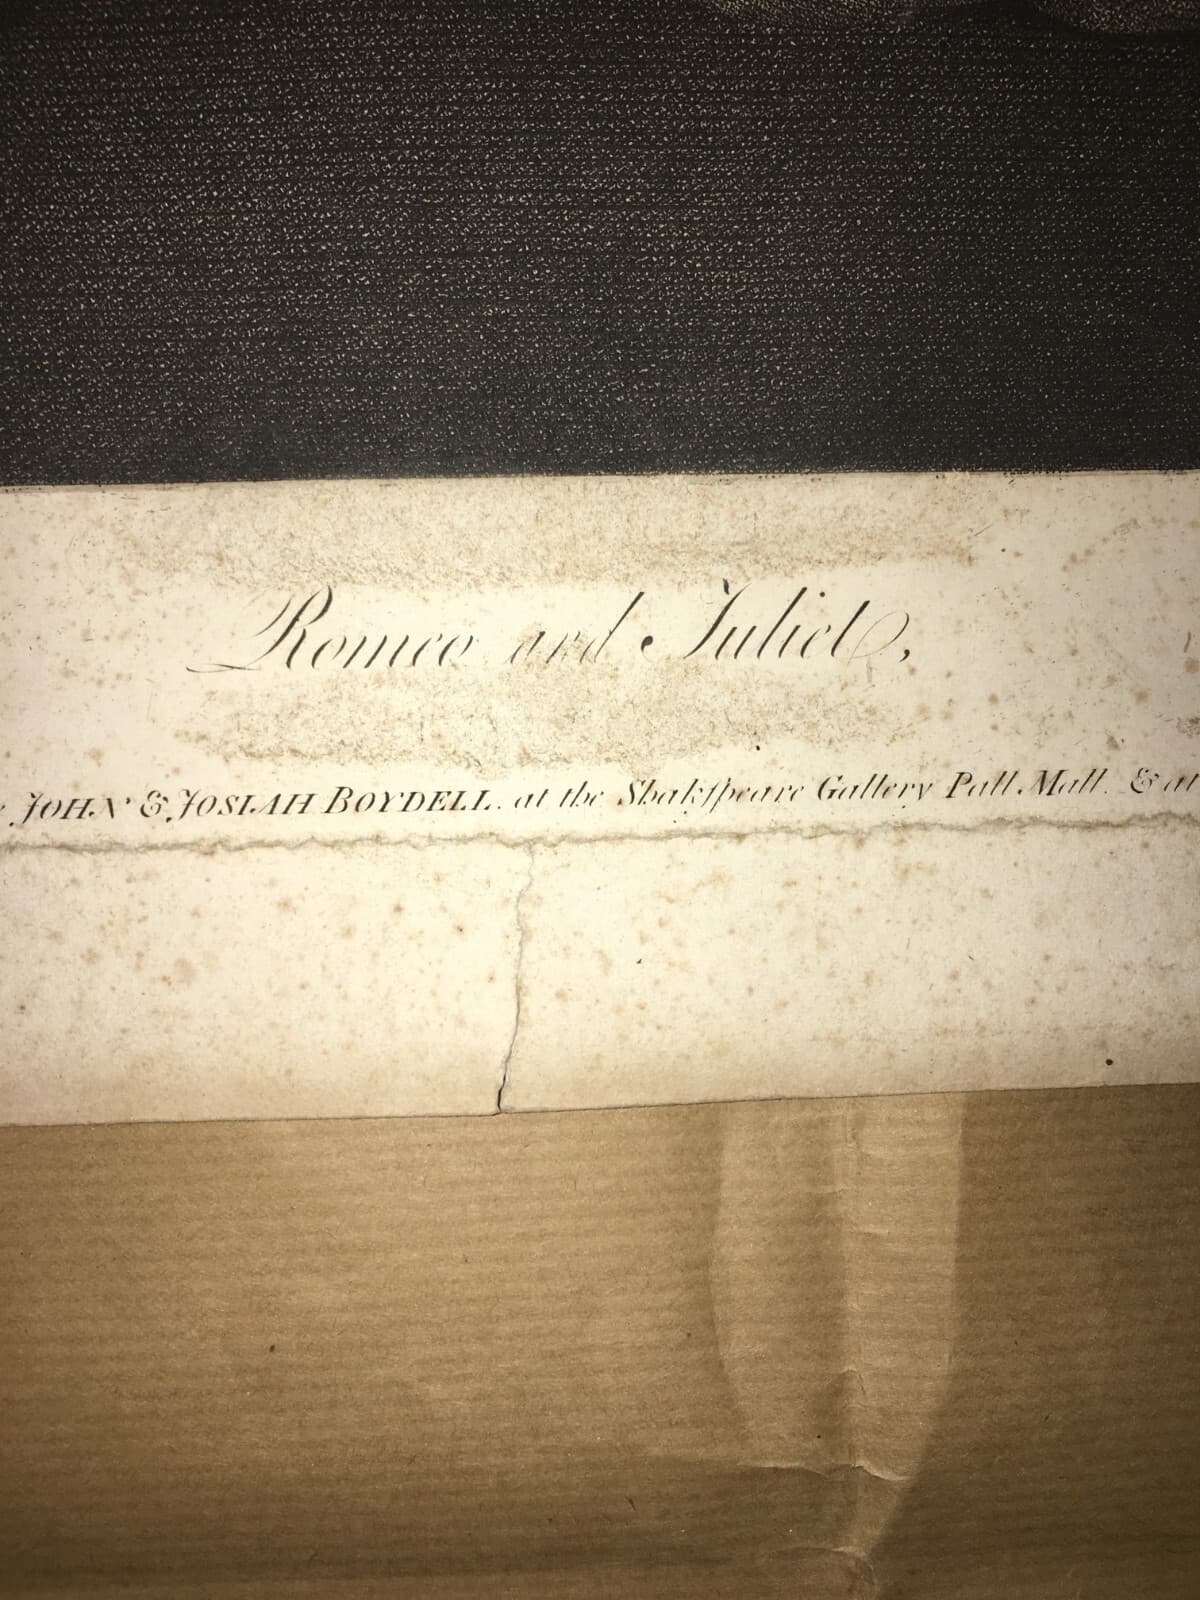 Romeo and Juliet,
JOHN & JOSIAH BOYDELL. at the Shakspeare Gallery Pall Mall. & at